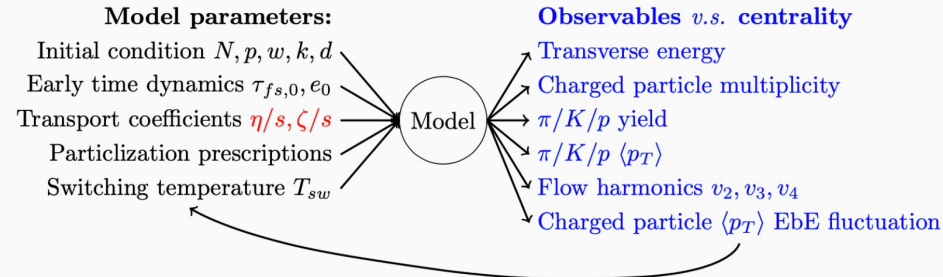 Model parameters:
Initial condition N, p, w, k, d
Early time dynamics τ_{fs,0}, e_0
Transport coefficients η/s, ζ/s
Particlization prescriptions
Switching temperature T_{sw}
Model
Observables v.s. centrality
Transverse energy
Charged particle multiplicity
π/K/p yield
π/K/p ⟨p_T⟩
Flow harmonics v_2, v_3, v_4
Charged particle ⟨p_T⟩ EbE fluctuation